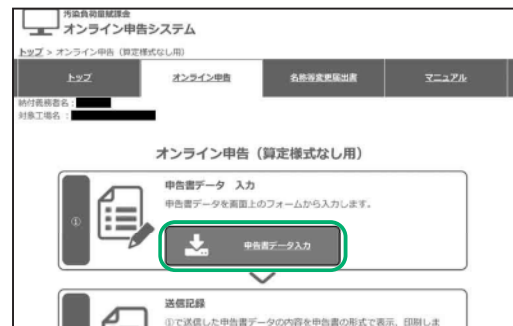 汚染負荷量賦課金
オンライン申告システム
トップ > オンライン申告（算定様式なし用）
トップ
オンライン申告
名称等変更届出書
マニュアル
納付義務者名：
対象工場名 ：
オンライン申告（算定様式なし用）
①
申告書データ 入力
申告書データを画面上のフォームから入力します。
申告書データ入力
送信記録
①で送信した申告書データの内容を申告書の形式で表示、印刷しま